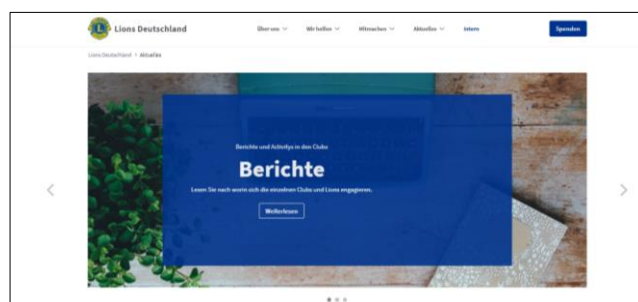 Lions Deutschland
Über uns
Wir helfen
Mitmachen
Aktuelles
Intern
Spenden
Lions Deutschland > Aktuelles
Berichte und Activitys in den Clubs
Berichte
Lesen Sie nach worin sich die einzelnen Clubs und Lions engagieren.
Weiterlesen